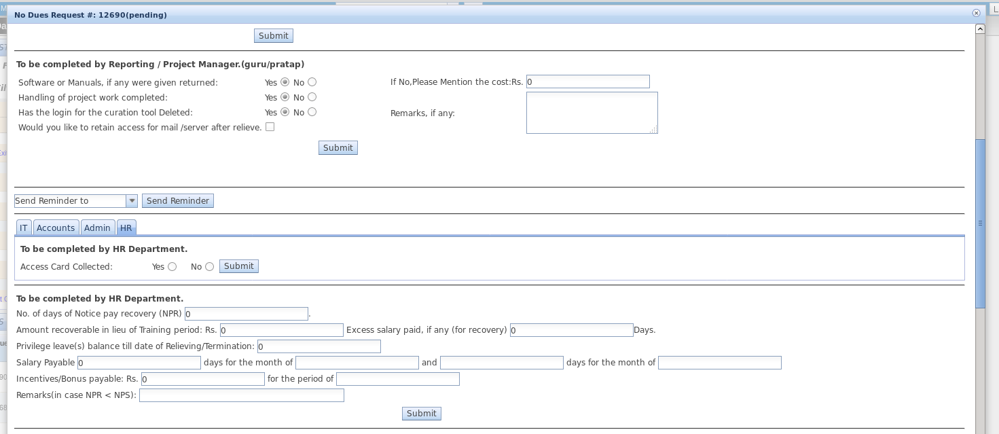 No Dues Request #: 12690(pending)
Submit
To be completed by Reporting / Project Manager.(guru/pratap)
Software or Manuals, if any were given returned: Yes No If No,Please Mention the cost:Rs. 0
Handling of project work completed: Yes No
Has the login for the curation tool Deleted: Yes No Remarks, if any:
Would you like to retain access for mail /server after relieve.
Submit
Send Reminder to Send Reminder
IT Accounts Admin HR
To be completed by HR Department.
Access Card Collected: Yes No Submit
To be completed by HR Department.
No. of days of Notice pay recovery (NPR) 0 .
Amount recoverable in lieu of Training period: Rs. 0 Excess salary paid, if any (for recovery) 0 Days.
Privilege leave(s) balance till date of Relieving/Termination: 0
Salary Payable 0 days for the month of and days for the month of
Incentives/Bonus payable: Rs. 0 for the period of
Remarks(in case NPR < NPS):
Submit